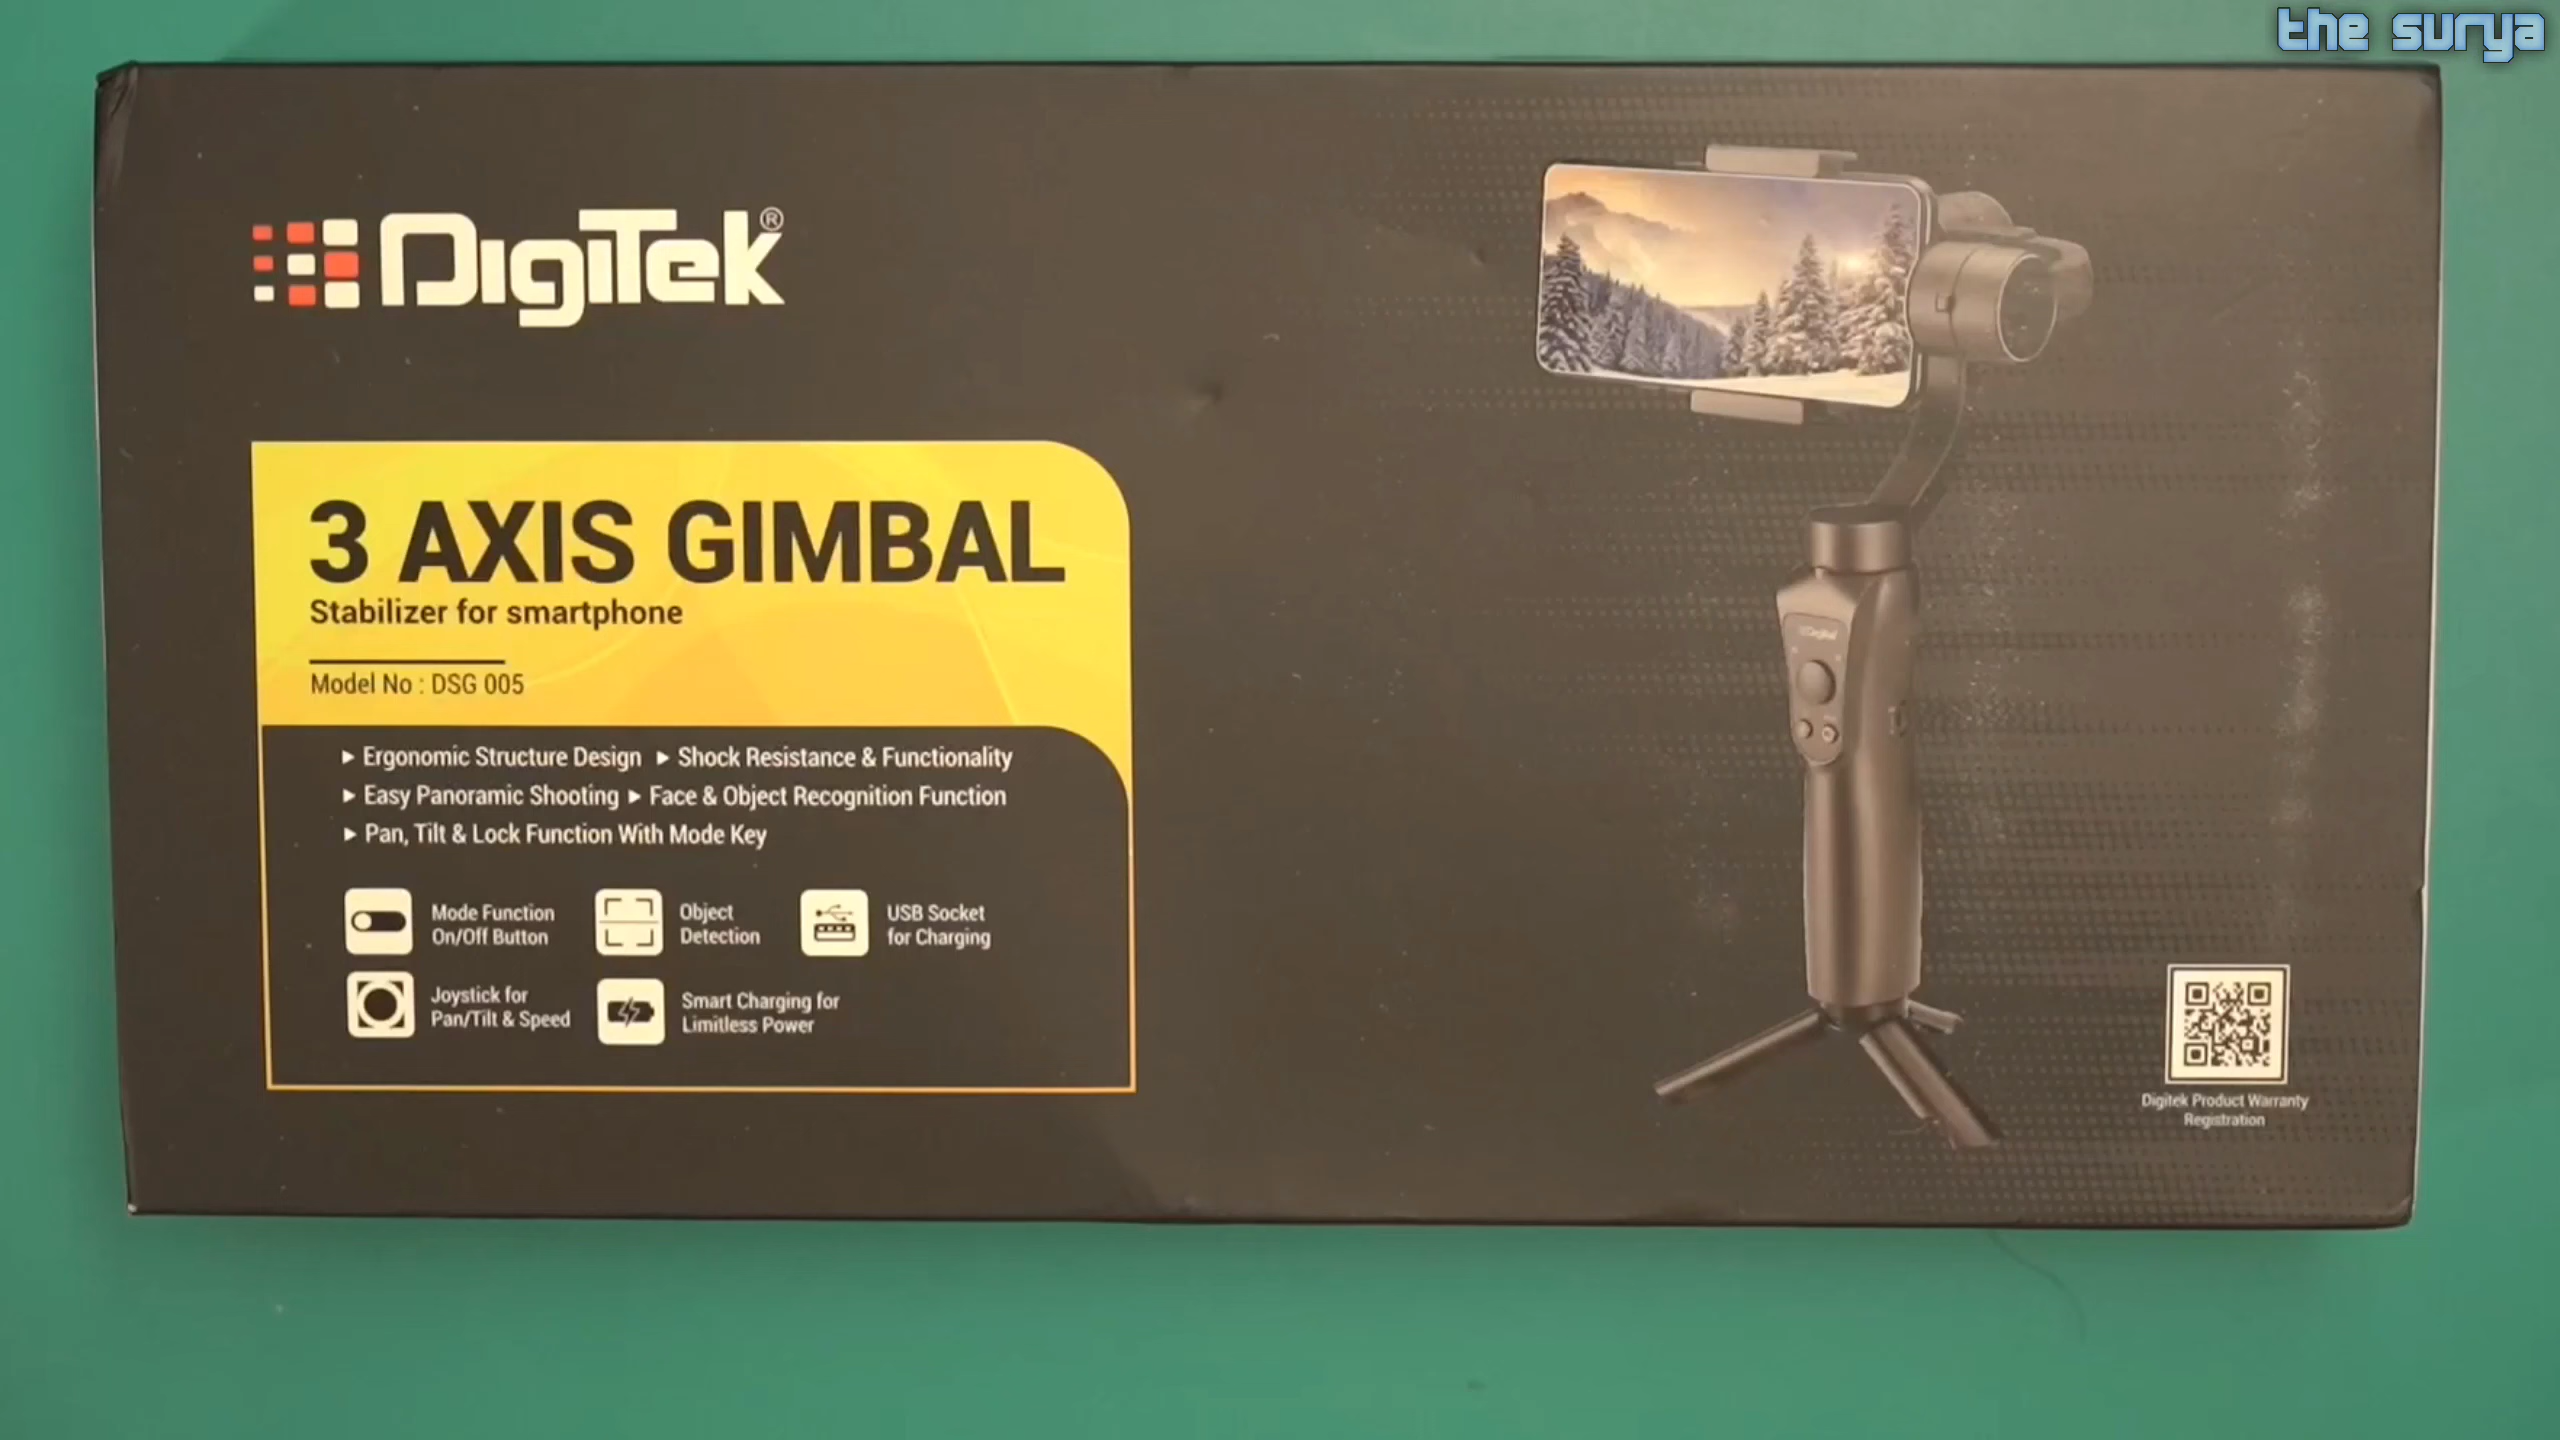 the surya
DigiTek®
3 AXIS GIMBAL
Stabilizer for smartphone
Model No : DSG 005
▶ Ergonomic Structure Design ▶ Shock Resistance & Functionality
▶ Easy Panoramic Shooting ▶ Face & Object Recognition Function
▶ Pan, Tilt & Lock Function With Mode Key
Mode Function
On/Off Button
Object
Detection
USB Socket
for Charging
Joystick for
Pan/Tilt & Speed
Smart Charging for
Limitless Power
Digitek
Digitek Product Warranty
Registration